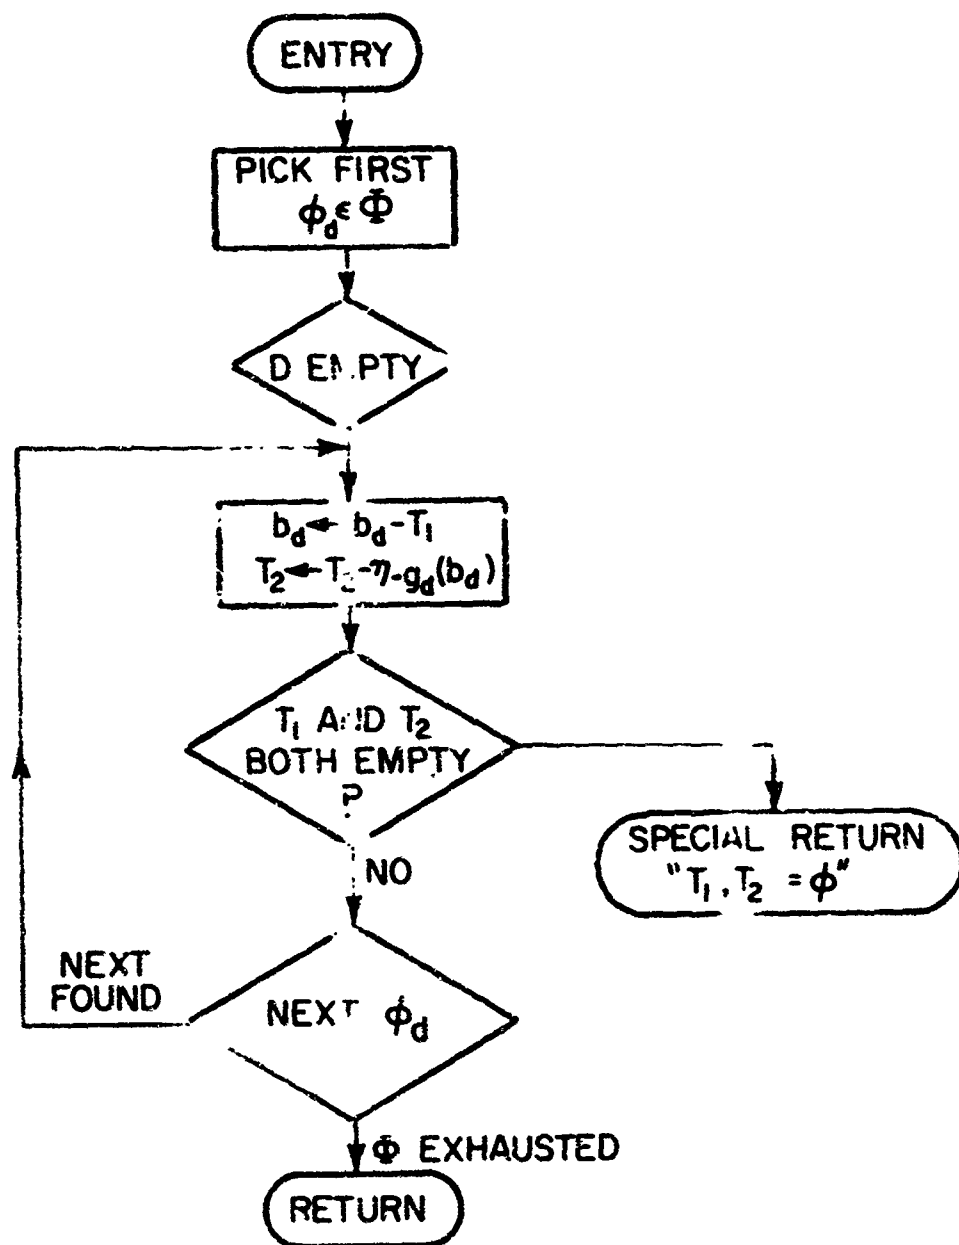 ENTRY
PICK FIRST
ϕd ϵ Φ
D EMPTY
bd ← bd-T1
T2 ← T2-η-gd(bd)
T1 AND T2
BOTH EMPTY
?
NO
SPECIAL RETURN
"T1, T2 = ϕ"
NEXT
FOUND
NEXT ϕd
Φ EXHAUSTED
RETURN